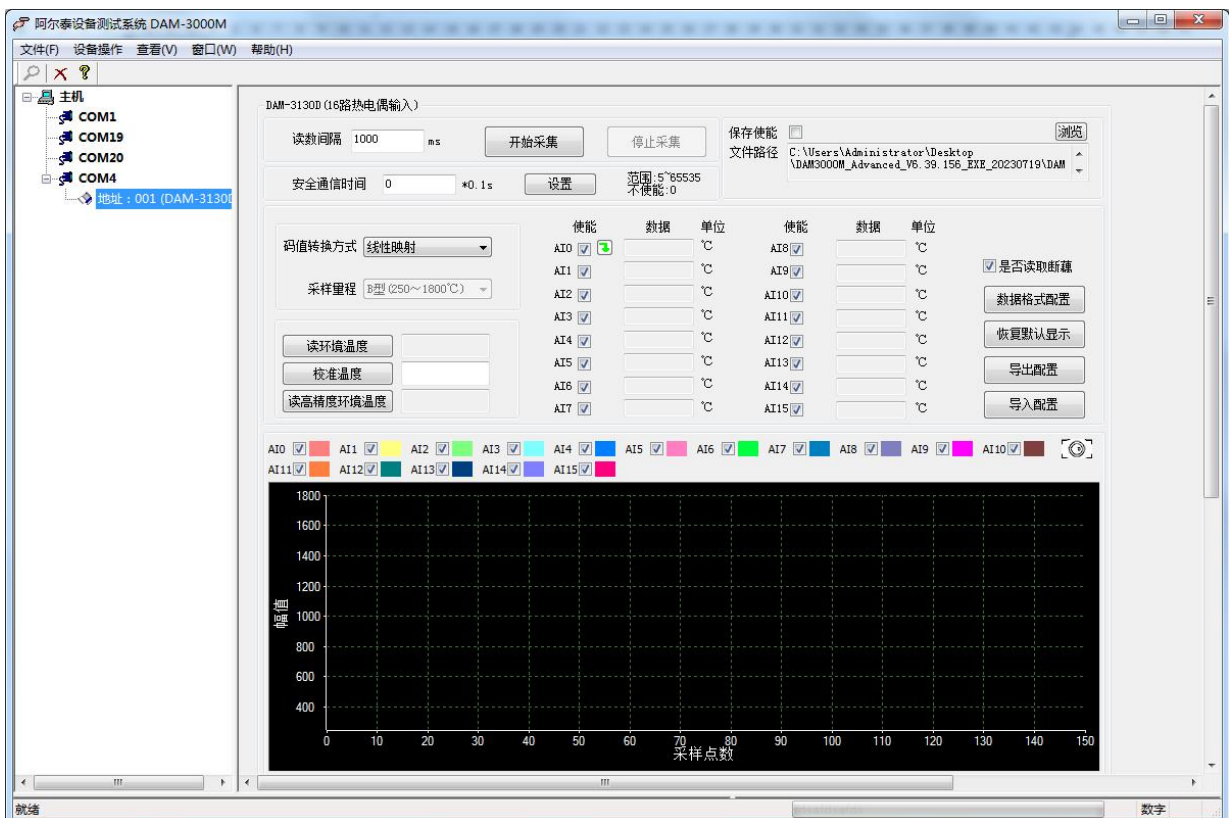 阿尔泰设备测试系统 DAM-3000M
文件(F) 设备操作 查看(V) 窗口(W) 帮助(H)
主机
COM1
COM19
COM20
COM4
地址：001 (DAM-3130D
DAM-3130D(16路热电偶输入)
读数间隔 1000 ms 开始采集 停止采集
保存使能 浏览
文件路径 C:\Users\Administrator\Desktop
\DAM3000M_Advanced_V6.39.156_EXE_20230719\DAM
安全通信时间 0 *0.1s 设置 范围:5~65535
不使能:0
码值转换方式 线性映射
采样量程 B型(250～1800℃)
读环境温度
校准温度
读高精度环境温度
使能 数据 单位 使能 数据 单位
AI0 ℃ AI8 ℃
AI1 ℃ AI9 ℃
AI2 ℃ AI10 ℃
AI3 ℃ AI11 ℃
AI4 ℃ AI12 ℃
AI5 ℃ AI13 ℃
AI6 ℃ AI14 ℃
AI7 ℃ AI15 ℃
是否读取断耦
数据格式配置
恢复默认显示
导出配置
导入配置
AI0 AI1 AI2 AI3 AI4 AI5 AI6 AI7 AI8 AI9 AI10
AI11 AI12 AI13 AI14 AI15
1800
1600
1400
1200
1000
800
600
400
幅值
0 10 20 30 40 50 60 70 80 90 100 110 120 130 140 150
采样点数
就绪 数字